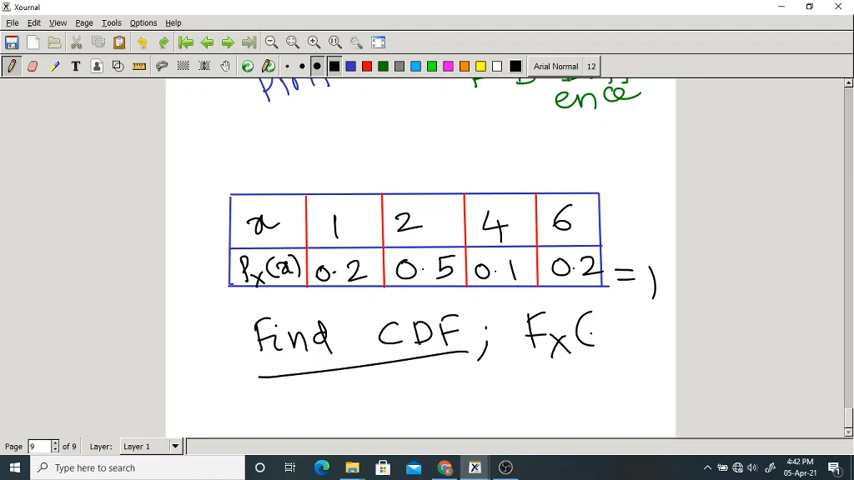 Xournal
File Edit View Page Tools Options Help
Arial Normal 12
ence
x 1 2 4 6
Px(x) 0.2 0.5 0.1 0.2 = 1
Find CDF ; Fx(
Page 9 of 9 Layer: Layer 1
Type here to search
4:42 PM
05-Apr-21